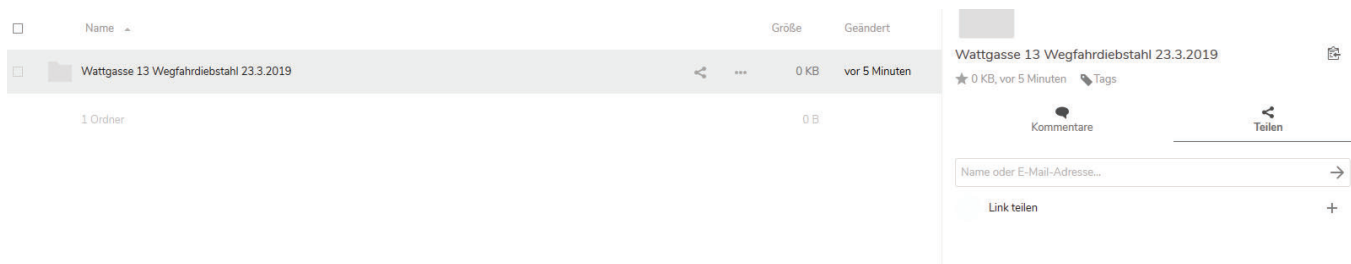 Name
Größe
Geändert
Wattgasse 13 Wegfahrdiebstahl 23.3.2019
0 KB
vor 5 Minuten
1 Ordner
0 B
Wattgasse 13 Wegfahrdiebstahl 23.3.2019
0 KB, vor 5 Minuten
Tags
Kommentare
Teilen
Name oder E-Mail-Adresse...
Link teilen